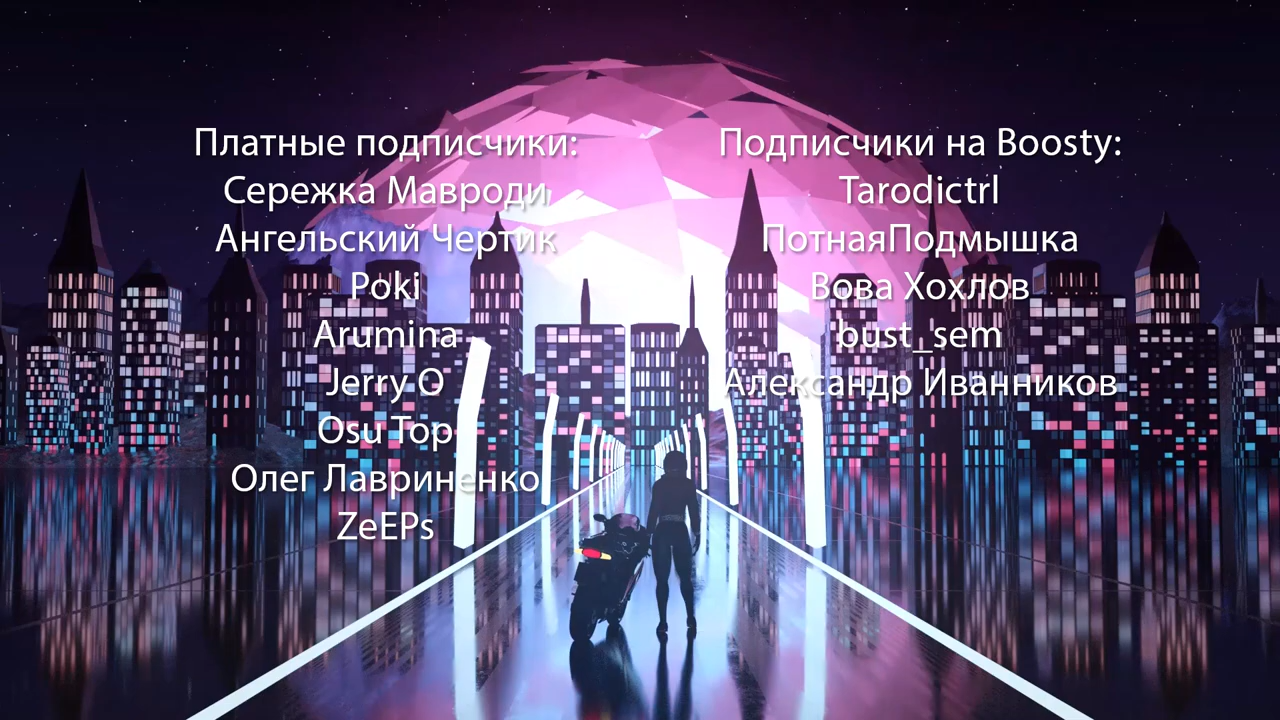 Платные подписчики:
Сережка Мавроди
Ангельский Чертик
Poki
Arumina
Jerry O
Osu Top
Олег Лавриненко
ZeEPs
Подписчики на Boosty:
Tarodictrl
ПотнаяПодмышка
Вова Хохлов
bust_sem
Александр Иванников